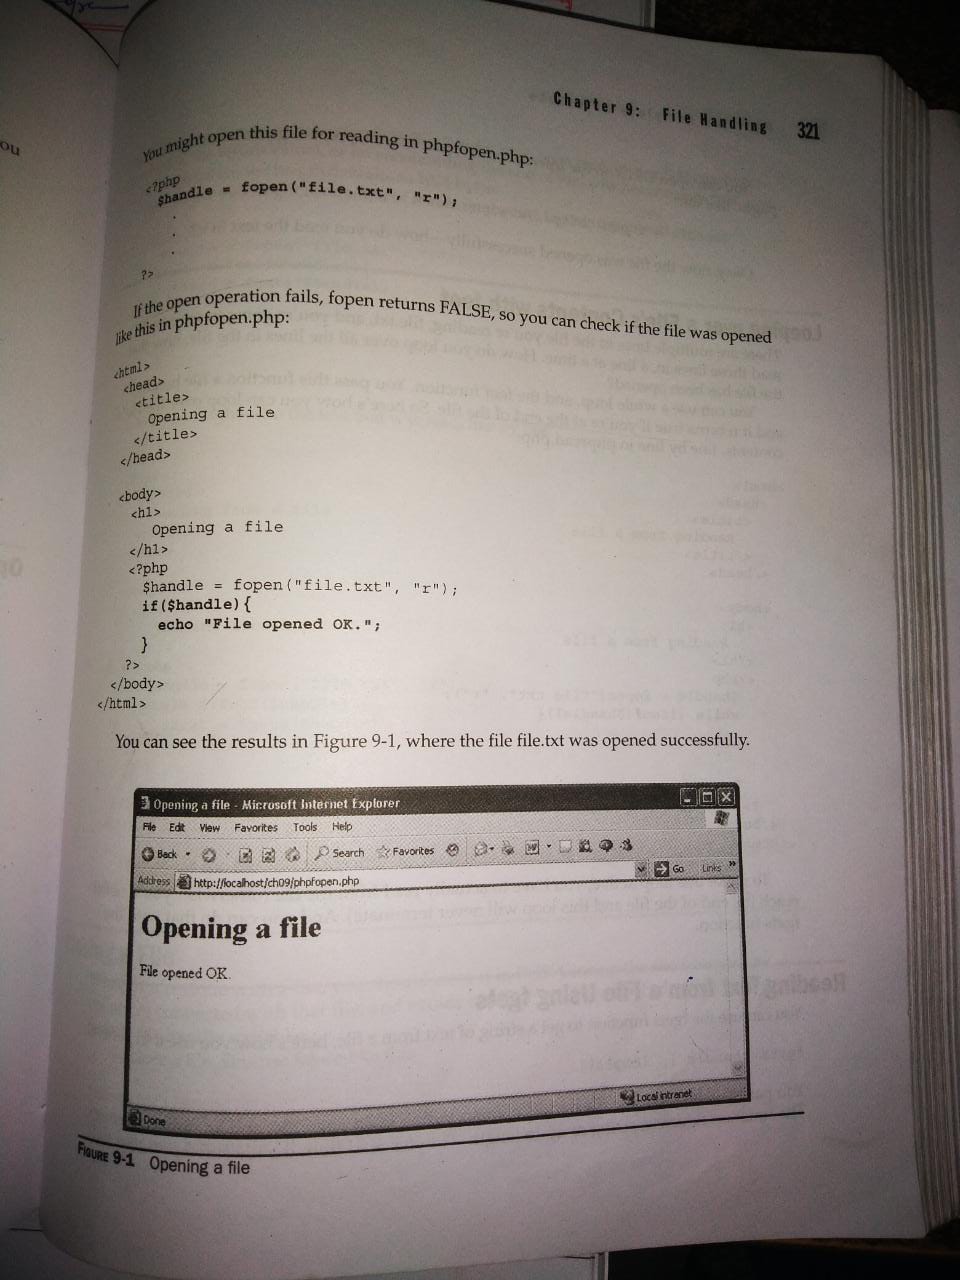 ou
Chapter 9: File Handling 321
You might open this file for reading in phpfopen.php:
<?php
$handle = fopen("file.txt", "r");
.
.
.
?>
If the open operation fails, fopen returns FALSE, so you can check if the file was opened
like this in phpfopen.php:
<html>
<head>
<title>
Opening a file
</title>
</head>
<body>
<h1>
Opening a file
</h1>
<?php
$handle = fopen("file.txt", "r");
if($handle){
echo "File opened OK.";
}
?>
</body>
</html>
You can see the results in Figure 9-1, where the file file.txt was opened successfully.
Opening a file - Microsoft Internet Explorer
File Edit View Favorites Tools Help
Back Search Favorites
Address http://localhost/ch09/phpfopen.php Go Links »
Opening a file
File opened OK.
Done Local intranet
FIGURE 9-1 Opening a file